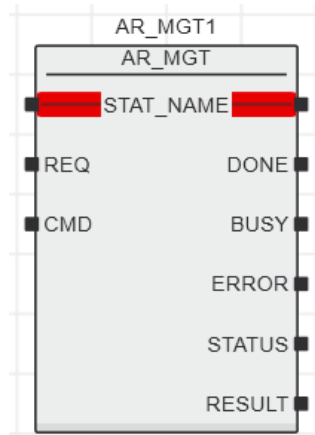 AR_MGT1
AR_MGT
STAT_NAME
REQ DONE
CMD BUSY
ERROR
STATUS
RESULT